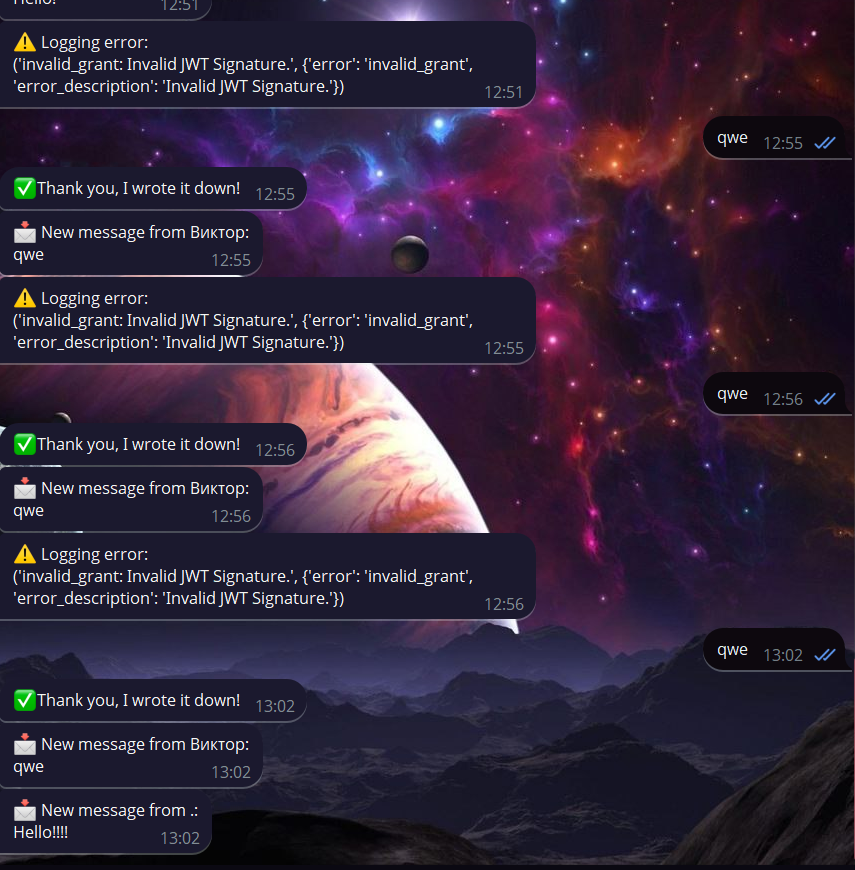 Hello!
12:51
⚠️ Logging error:
('invalid_grant: Invalid JWT Signature.', {'error': 'invalid_grant',
'error_description': 'Invalid JWT Signature.'})
12:51
qwe
12:55
✅Thank you, I wrote it down!
12:55
📩 New message from Виктор:
qwe
12:55
⚠️ Logging error:
('invalid_grant: Invalid JWT Signature.', {'error': 'invalid_grant',
'error_description': 'Invalid JWT Signature.'})
12:55
qwe
12:56
✅Thank you, I wrote it down!
12:56
📩 New message from Виктор:
qwe
12:56
⚠️ Logging error:
('invalid_grant: Invalid JWT Signature.', {'error': 'invalid_grant',
'error_description': 'Invalid JWT Signature.'})
12:56
qwe
13:02
✅Thank you, I wrote it down!
13:02
📩 New message from Виктор:
qwe
13:02
📩 New message from .:
Hello!!!!
13:02